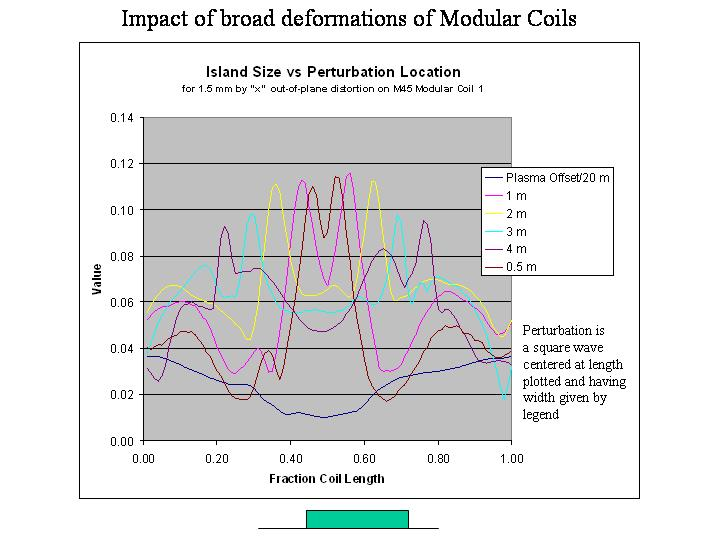 Impact of broad deformations of Modular Coils
Island Size vs Perturbation Location
for 1.5 mm by "x" out-of-plane distortion on M45 Modular Coil 1
0.14
0.12
0.10
0.08
0.06
0.04
0.02
0.00
Value
0.00 0.20 0.40 0.60 0.80 1.00
Fraction Coil Length
Plasma Offset/20 m
1 m
2 m
3 m
4 m
0.5 m
Perturbation is
a square wave
centered at length
plotted and having
width given by
legend